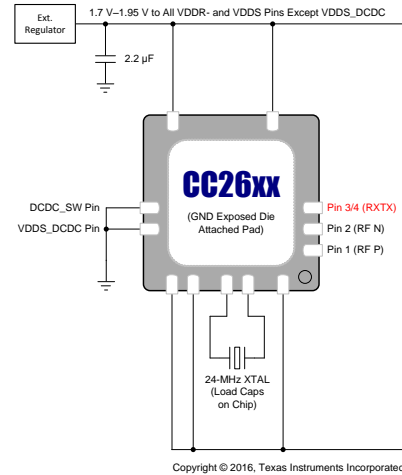 Ext.
Regulator
1.7 V–1.95 V to All VDDR- and VDDS Pins Except VDDS_DCDC
2.2 µF
CC26xx
(GND Exposed Die
Attached Pad)
DCDC_SW Pin
VDDS_DCDC Pin
Pin 3/4 (RXTX)
Pin 2 (RF N)
Pin 1 (RF P)
24-MHz XTAL
(Load Caps
on Chip)
Copyright © 2016, Texas Instruments Incorporated